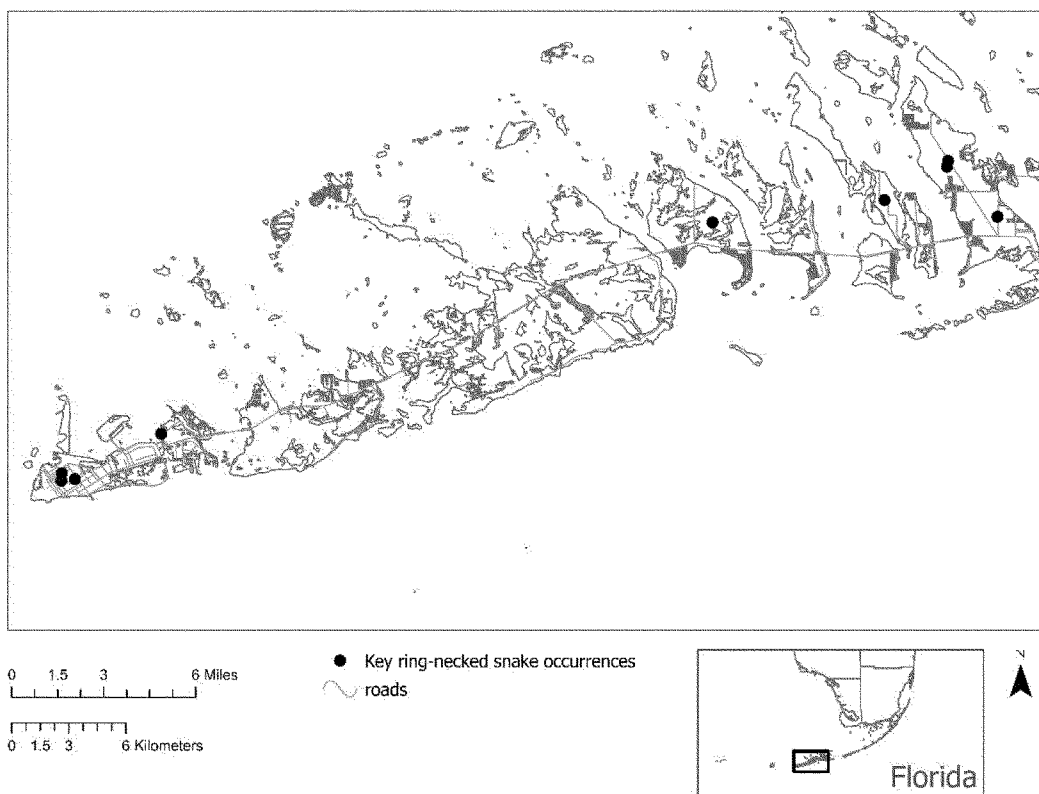 0 1.5 3 6 Miles
0 1.5 3 6 Kilometers
Key ring-necked snake occurrences
roads
N
Florida